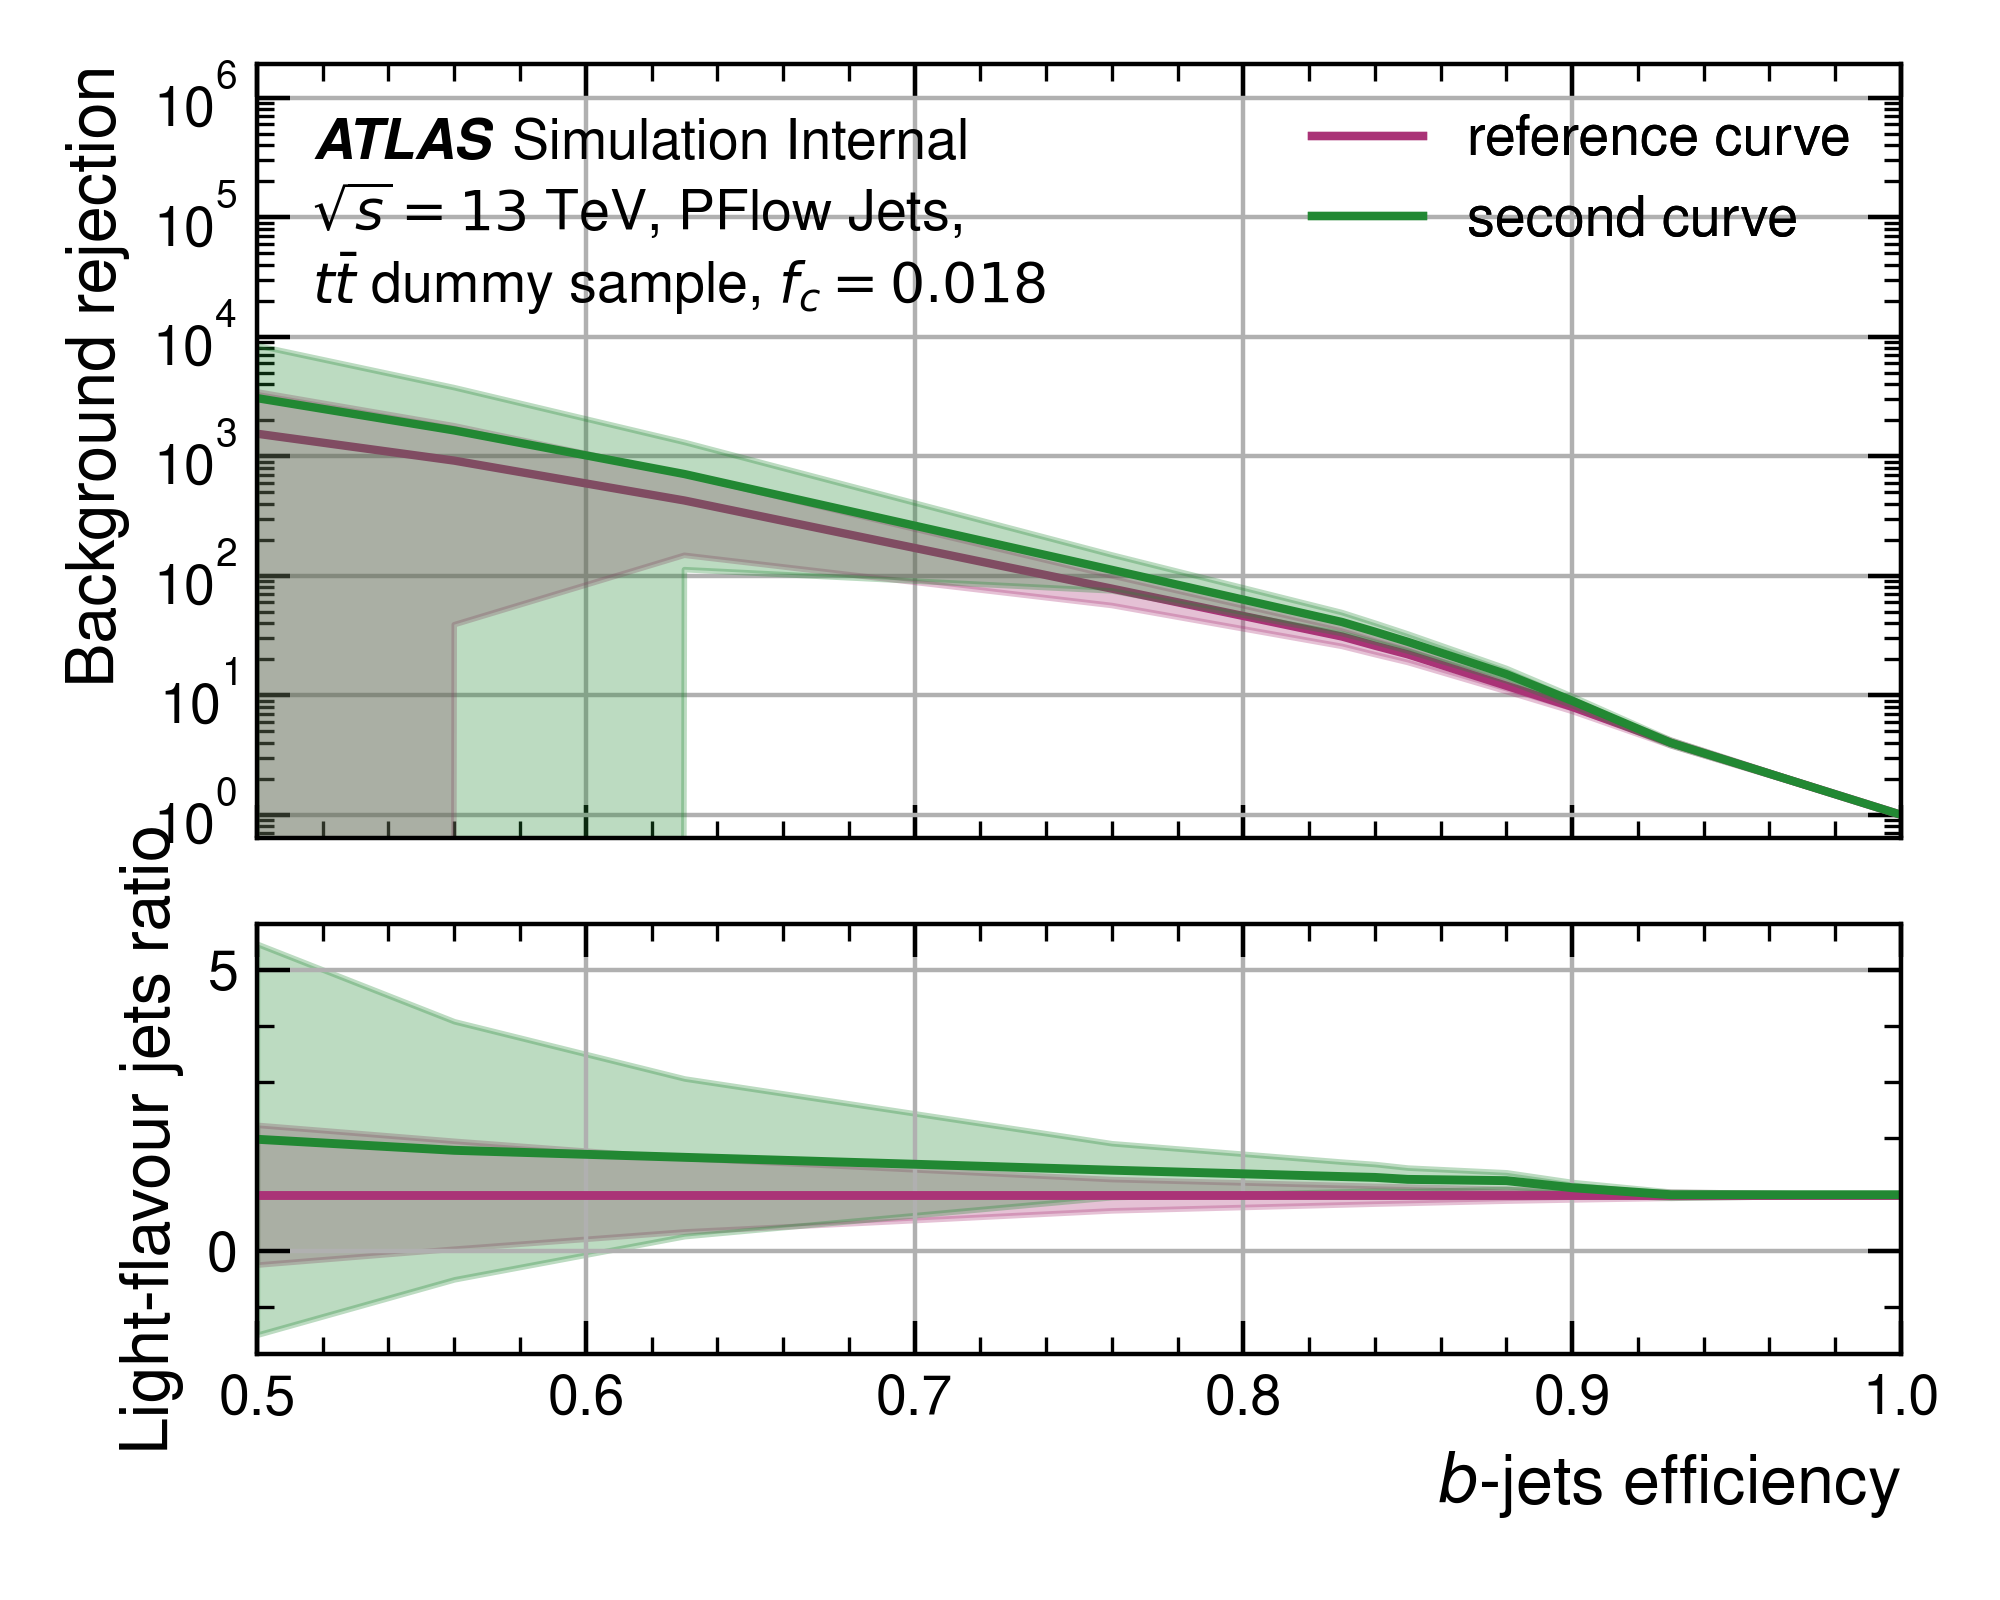 Background rejection
10^6
10^5
10^4
10^3
10^2
10^1
10^0
ATLAS Simulation Internal
√s = 13 TeV, PFlow Jets,
tt̄ dummy sample, f_c = 0.018
reference curve
second curve
Light-flavour jets ratio
5
0
0.5 0.6 0.7 0.8 0.9 1.0
b-jets efficiency